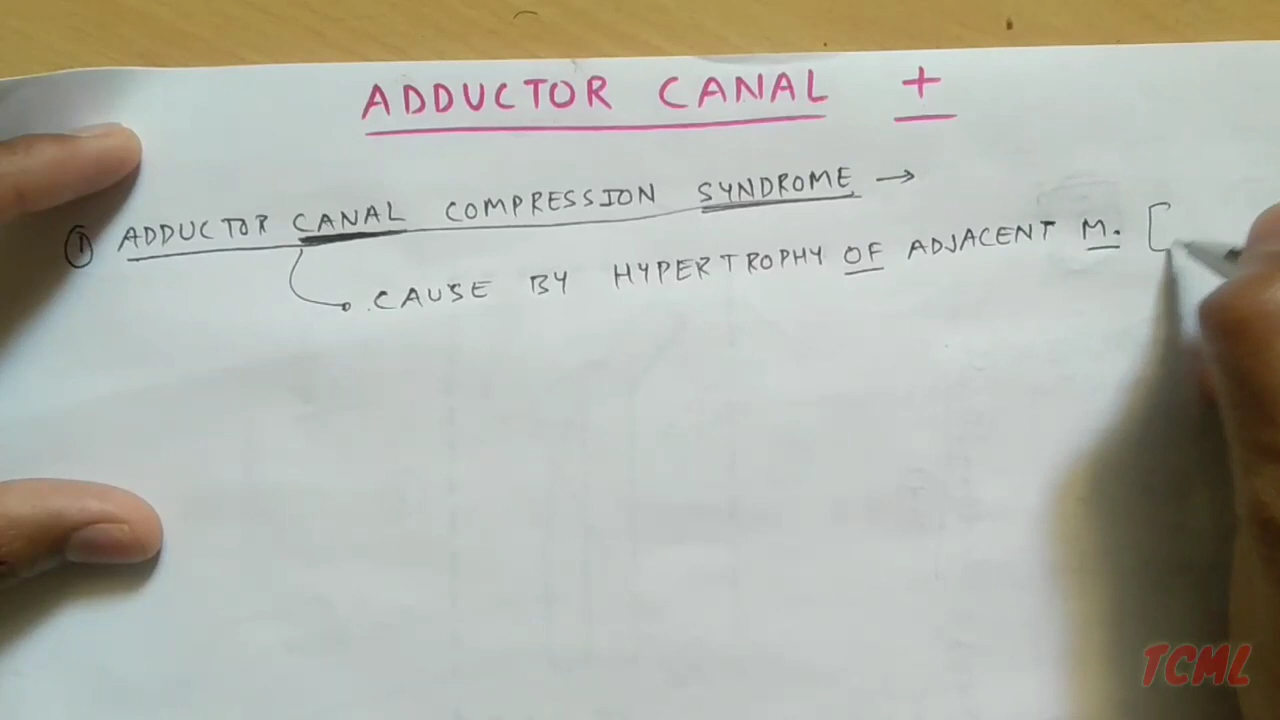 ADDUCTOR CANAL +
① ADDUCTOR CANAL COMPRESSION SYNDROME →
CAUSE BY HYPERTROPHY OF ADJACENT M. [
TCML